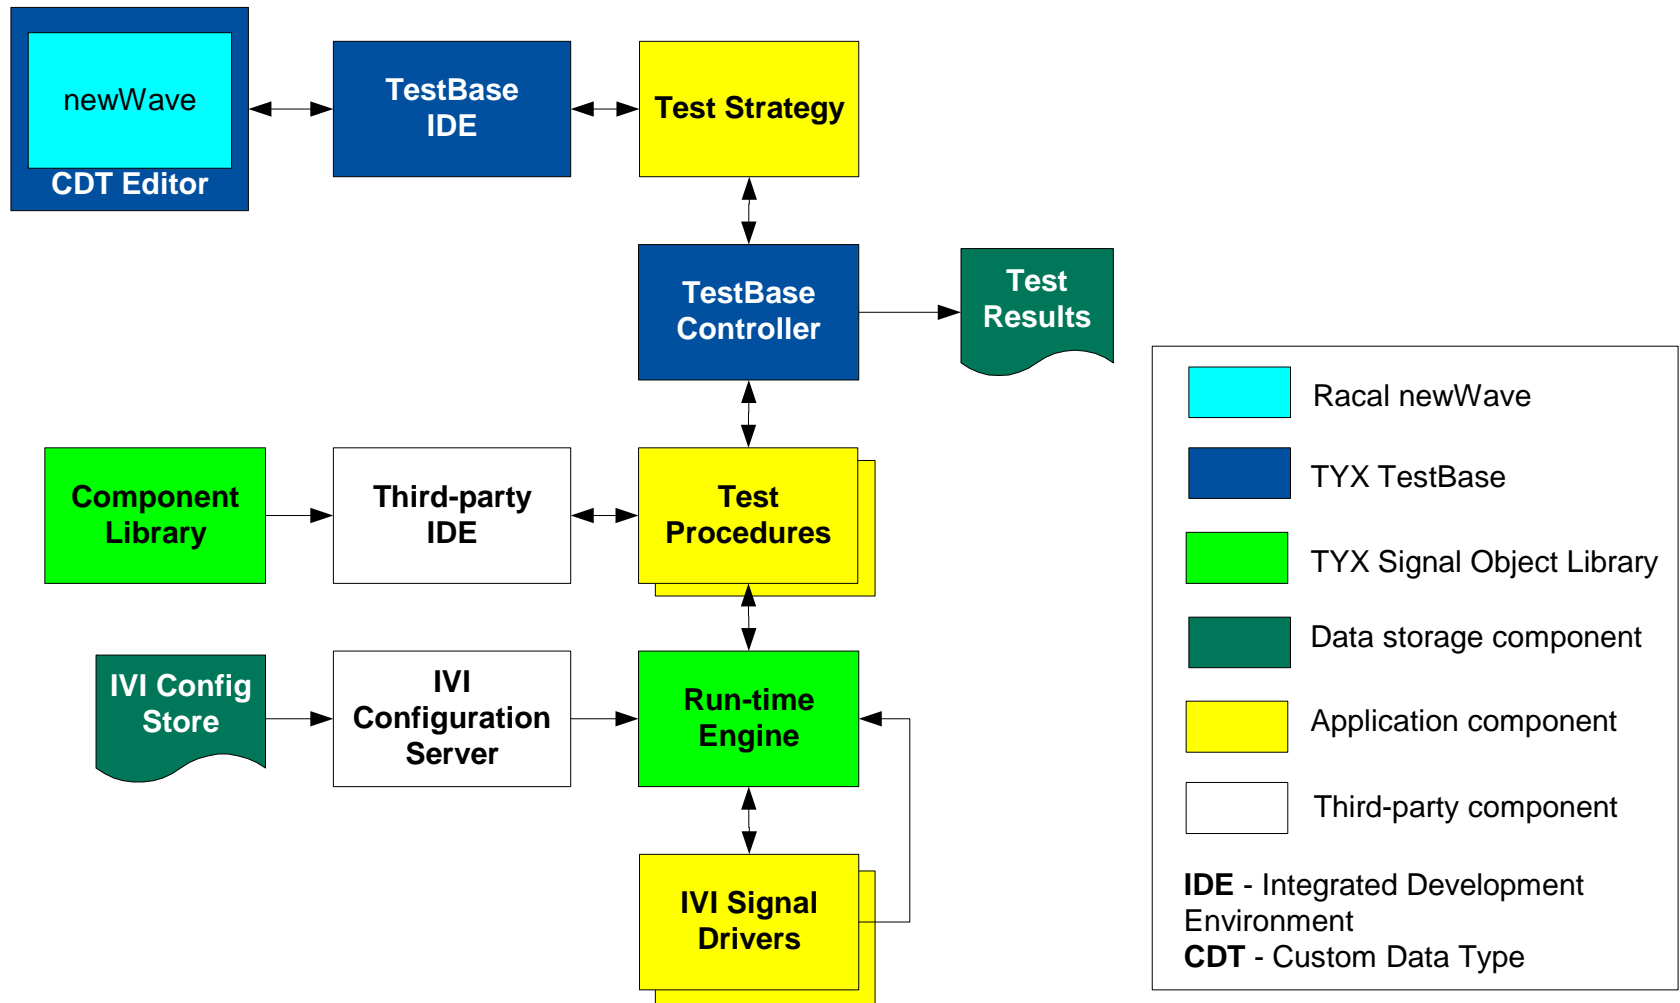 newWave
CDT Editor
TestBase
IDE
Test Strategy
TestBase
Controller
Test
Results
Component
Library
Third-party
IDE
Test
Procedures
IVI Config
Store
IVI
Configuration
Server
Run-time
Engine
IVI Signal
Drivers
Racal newWave
TYX TestBase
TYX Signal Object Library
Data storage component
Application component
Third-party component
IDE - Integrated Development
Environment
CDT - Custom Data Type